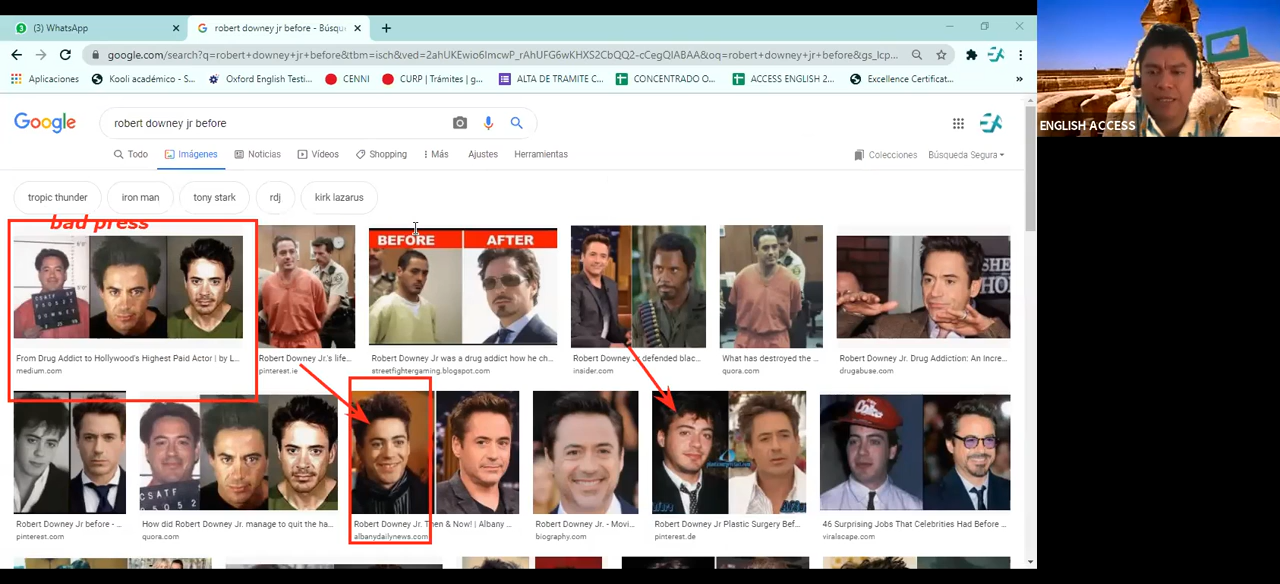 (3) WhatsApp
robert downey jr before - Búsqu
google.com/search?q=robert+downey+jr+before&tbm=isch&ved=2ahUKEwio6ImcwP_rAhUFG6wKHXS2CbQQ2-cCegQIABAA&oq=robert+downey+jr+before&gs_lcp...
Aplicaciones
Kooli académico - S...
Oxford English Testi...
CENNI
CURP | Trámites | g...
ALTA DE TRAMITE C...
CONCENTRADO O...
ACCESS ENGLISH 2...
Excellence Certificat...
»
ENGLISH ACCESS
Google
robert downey jr before
Todo
Imágenes
Noticias
Vídeos
Shopping
Más
Ajustes
Herramientas
Colecciones
Búsqueda Segura
tropic thunder
iron man
tony stark
rdj
kirk lazarus
bad press
BEFORE
AFTER
From Drug Addict to Hollywood's Highest Paid Actor | by L...
medium.com
Robert Downey Jr.'s life...
pinterest.ie
Robert Downey Jr was a drug addict how he ch...
streetfightergaming.blogspot.com
Robert Downey Jr defended blac...
insider.com
What has destroyed the ...
quora.com
Robert Downey Jr. Drug Addiction: An Incre...
drugabuse.com
Robert Downey Jr before - ...
pinterest.com
How did Robert Downey Jr. manage to quit the ha...
quora.com
Robert Downey Jr. Then & Now! | Albany ...
albanydailynews.com
Robert Downey Jr. - Movi...
biography.com
Robert Downey Jr Plastic Surgery Bef...
pinterest.de
46 Surprising Jobs That Celebrities Had Before ...
viralscape.com